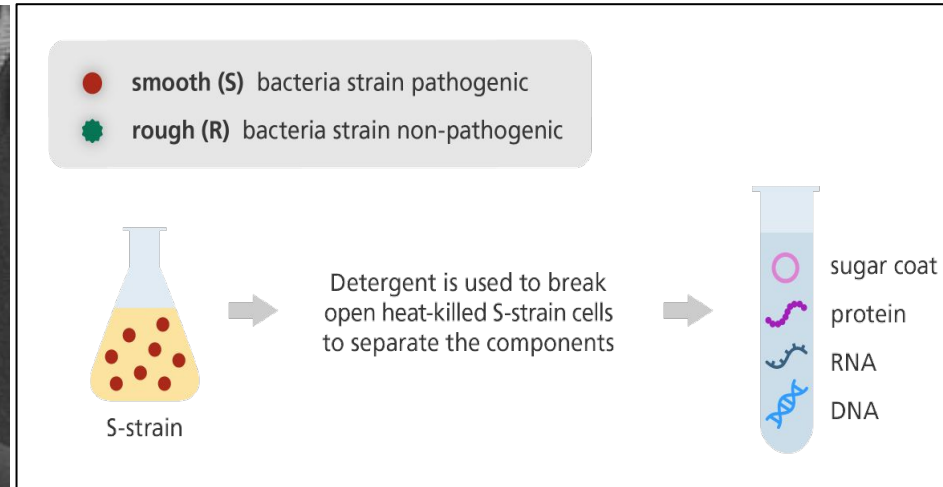 smooth (S) bacteria strain pathogenic
rough (R) bacteria strain non-pathogenic
Detergent is used to break
open heat-killed S-strain cells
to separate the components
S-strain
sugar coat
protein
RNA
DNA